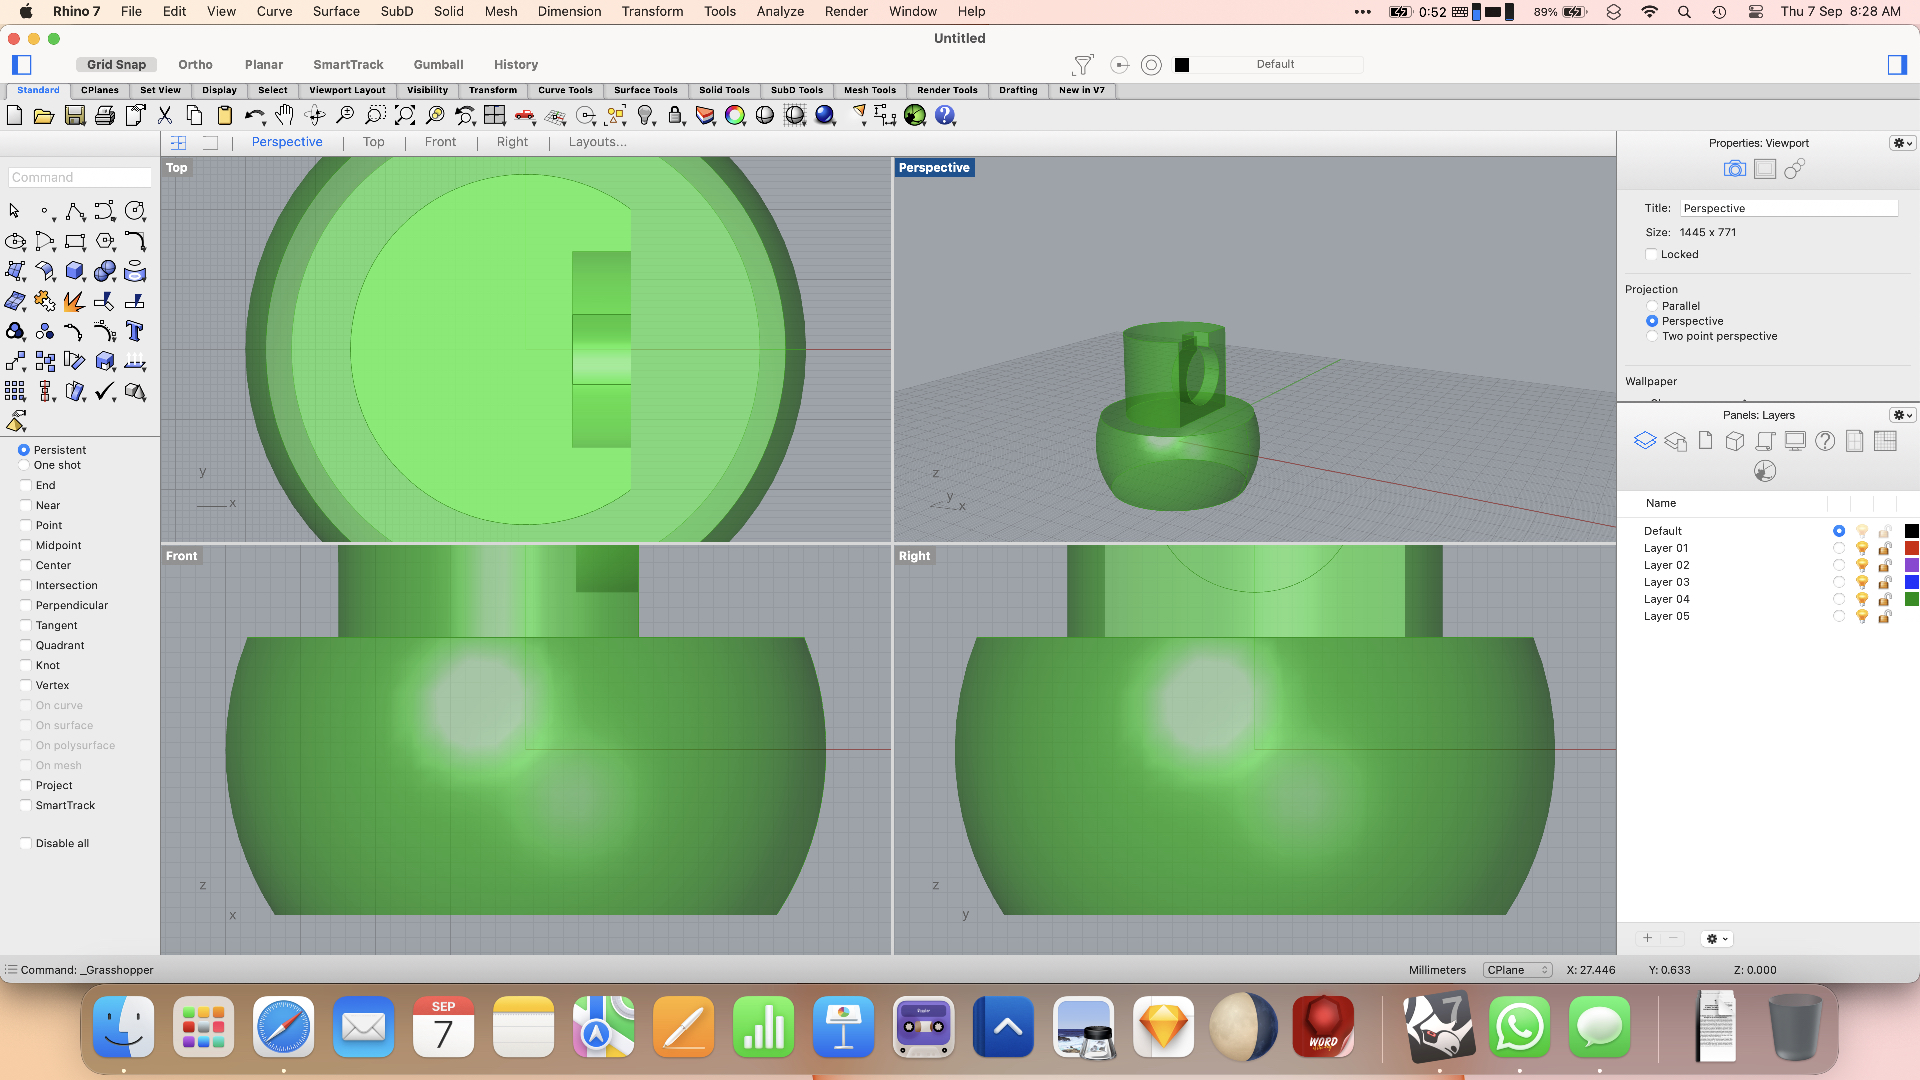 Rhino 7 File Edit View Curve Surface SubD Solid Mesh Dimension Transform Tools Analyze Render Window Help 0:52 89% Thu 7 Sep 8:28 AM
Untitled
Grid Snap Ortho Planar SmartTrack Gumball History Default
Standard CPlanes Set View Display Select Viewport Layout Visibility Transform Curve Tools Surface Tools Solid Tools SubD Tools Mesh Tools Render Tools Drafting New in V7
Perspective Top Front Right Layouts...
Command
Persistent
One shot
End
Near
Point
Midpoint
Center
Intersection
Perpendicular
Tangent
Quadrant
Knot
Vertex
On curve
On surface
On polysurface
On mesh
Project
SmartTrack
Disable all
Top
y
x
Perspective
z
y
x
Front
z
x
Right
z
y
Properties: Viewport
Title: Perspective
Size: 1445 x 771
Locked
Projection
Parallel
Perspective
Two point perspective
Wallpaper
Panels: Layers
Name
Default
Layer 01
Layer 02
Layer 03
Layer 04
Layer 05
Command: _Grasshopper
Millimeters CPlane X: 27.446 Y: 0.633 Z: 0.000
SEP
7
WORD
7